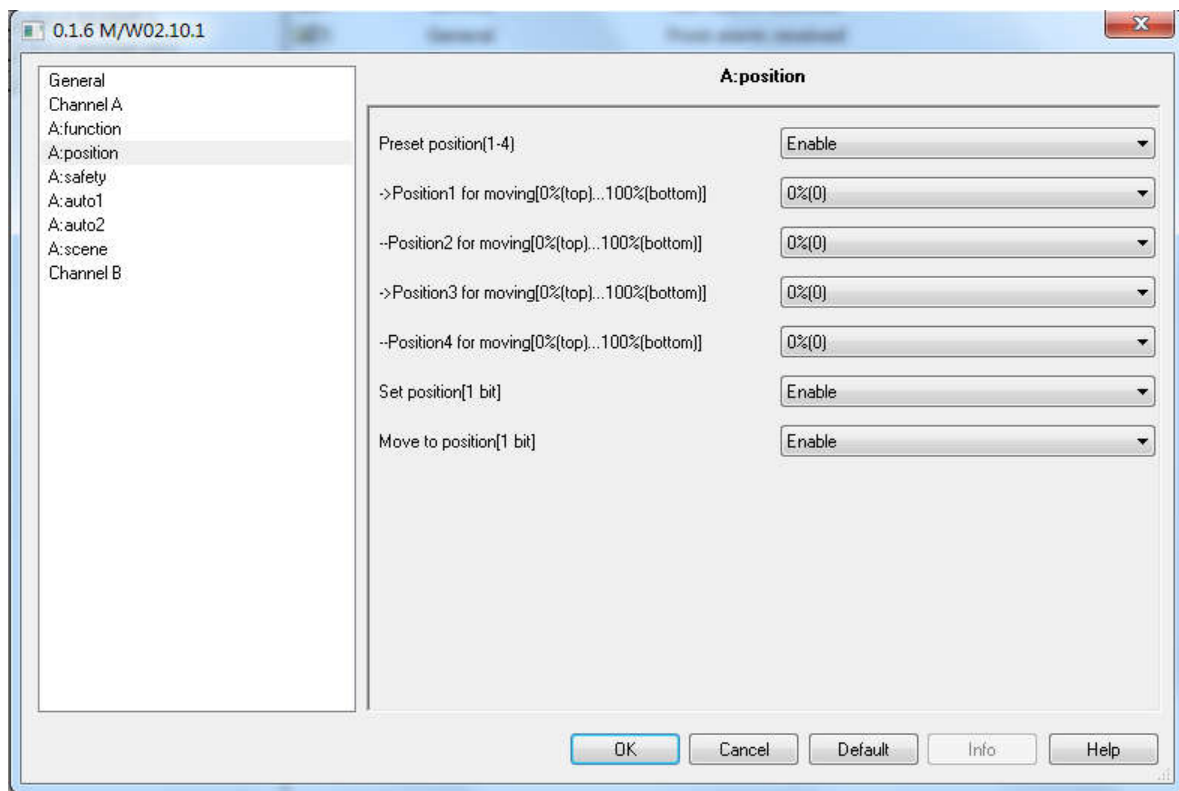 0.1.6 M/W02.10.1
General
Channel A
A:function
A:position
A:safety
A:auto1
A:auto2
A:scene
Channel B
A:position
Preset position(1-4) Enable
->Position1 for moving[0%(top)...100%(bottom)] 0%(0)
--Position2 for moving[0%(top)...100%(bottom)] 0%(0)
->Position3 for moving[0%(top)...100%(bottom)] 0%(0)
--Position4 for moving[0%(top)...100%(bottom)] 0%(0)
Set position[1 bit] Enable
Move to position[1 bit] Enable
OK Cancel Default Info Help